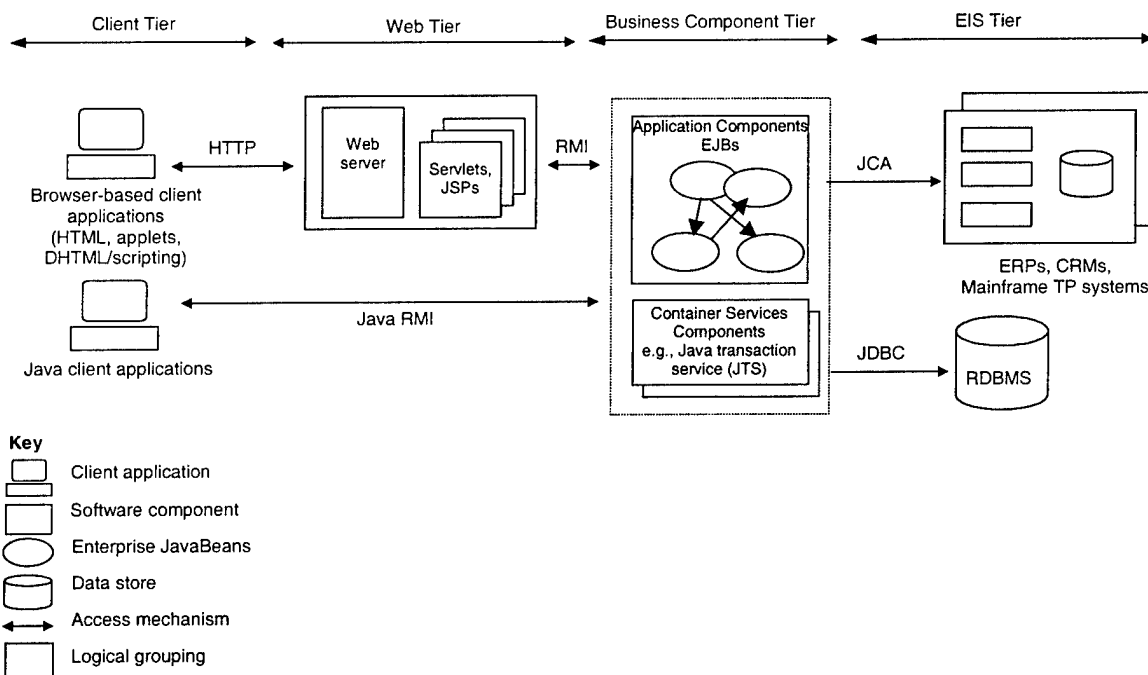 Client Tier
Web Tier
Business Component Tier
EIS Tier
HTTP
Web
server
Servlets,
JSPs
RMI
Application Components
EJBs
JCA
Browser-based client
applications
(HTML, applets,
DHTML/scripting)
ERPs, CRMs,
Mainframe TP systems
Java RMI
Java client applications
Container Services
Components
e.g., Java transaction
service (JTS)
JDBC
RDBMS
Key
Client application
Software component
Enterprise JavaBeans
Data store
Access mechanism
Logical grouping